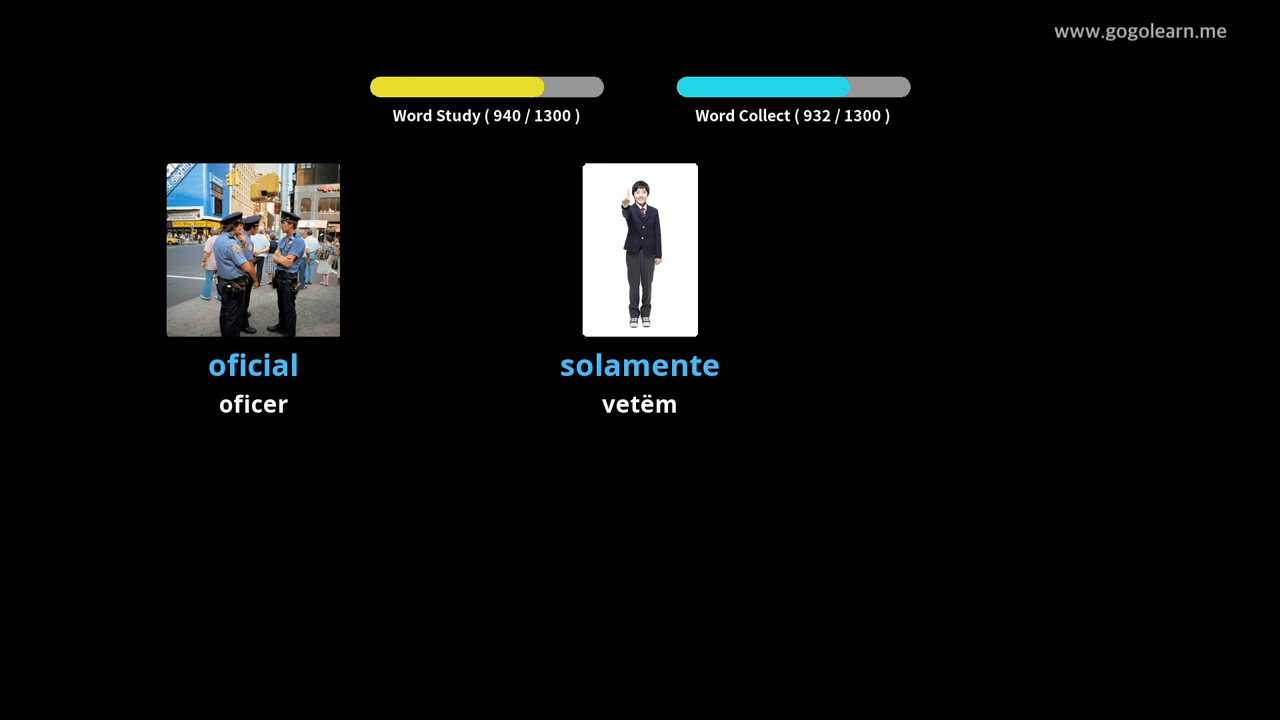 www.gogolearn.me
Word Study ( 940 / 1300 )
Word Collect ( 932 / 1300 )
oficial
oficer
solamente
vetëm